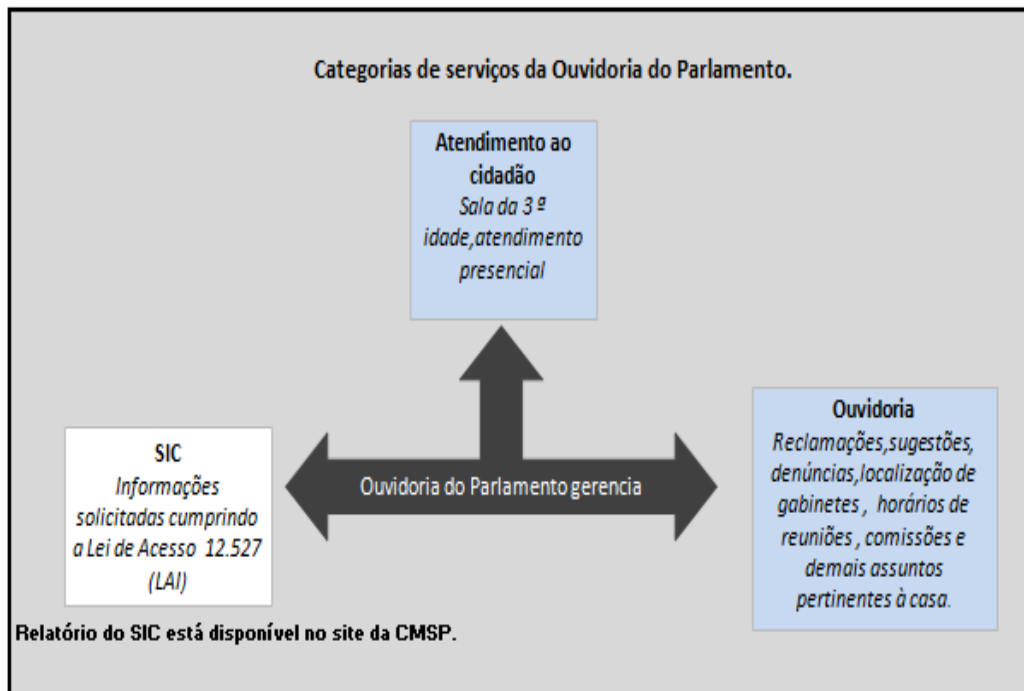 Categorias de serviços da Ouvidoria do Parlamento.
Atendimento ao
cidadão
Sala da 3 ª
idade,atendimento
presencial
SIC
Informações
solicitadas cumprindo
a Lei de Acesso 12.527
(LAI)
Ouvidoria do Parlamento gerencia
Ouvidoria
Reclamações,sugestões,
denúncias,localização de
gabinetes , horários de
reuniões , comissões e
demais assuntos
pertinentes à casa.
Relatório do SIC está disponível no site da CMSP.